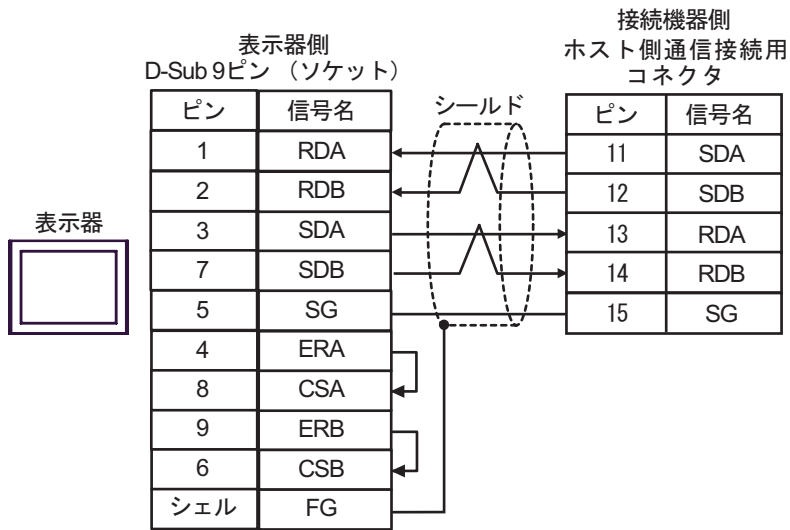 表示器側
D-Sub 9ピン （ソケット）
接続機器側
ホスト側通信接続用
コネクタ
シールド
表示器
ピン 信号名
1 RDA
2 RDB
3 SDA
7 SDB
5 SG
4 ERA
8 CSA
9 ERB
6 CSB
シェル FG
ピン 信号名
11 SDA
12 SDB
13 RDA
14 RDB
15 SG